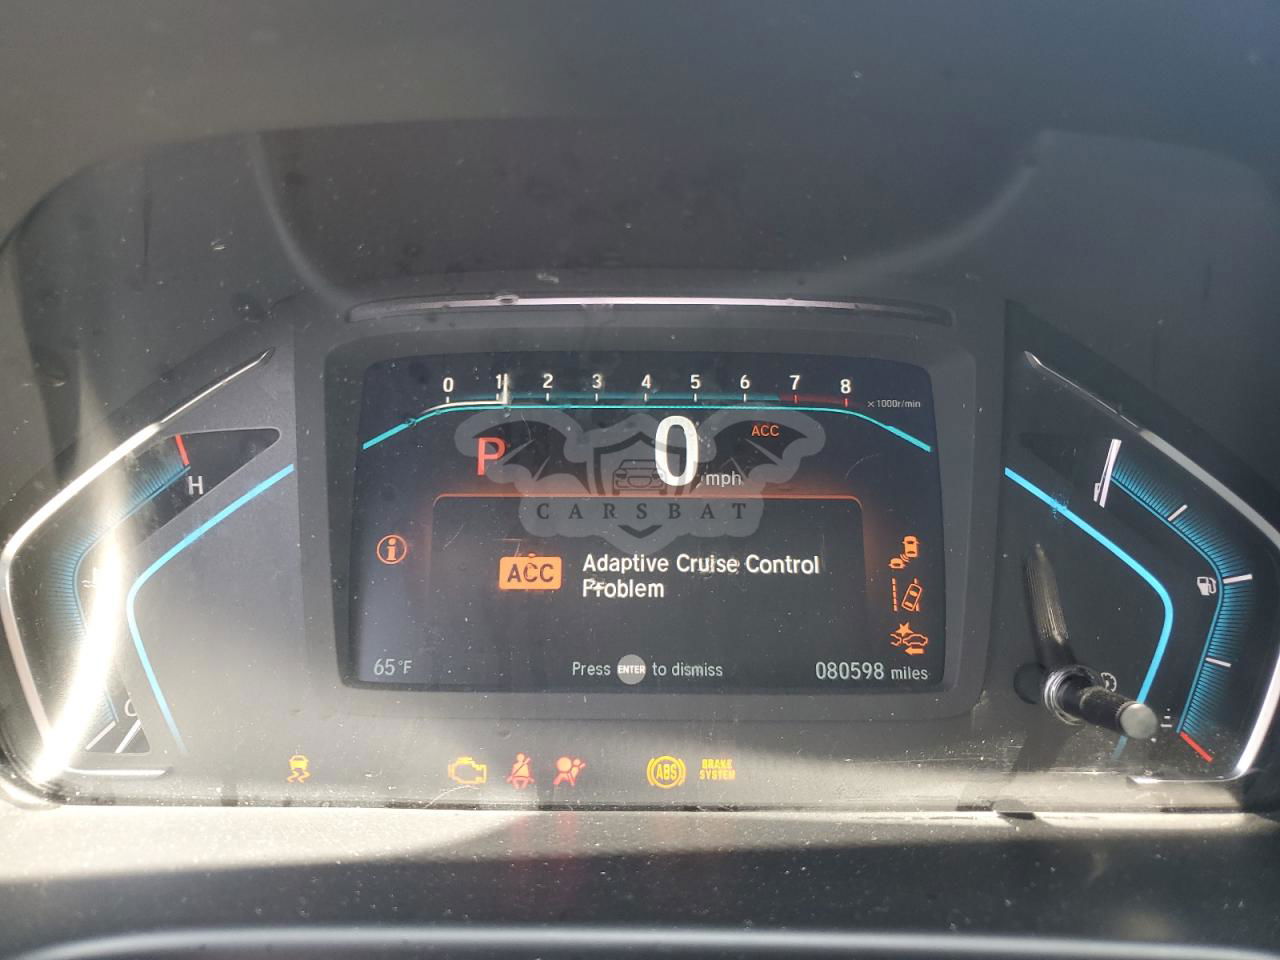 0 1 2 3 4 5 6 7 8
×1000r/min
P 0 mph ACC
H
CARSBAT
ACC Adaptive Cruise Control
Problem
65°F Press ENTER to dismiss 080598 miles
C
ABS BRAKE
SYSTEM